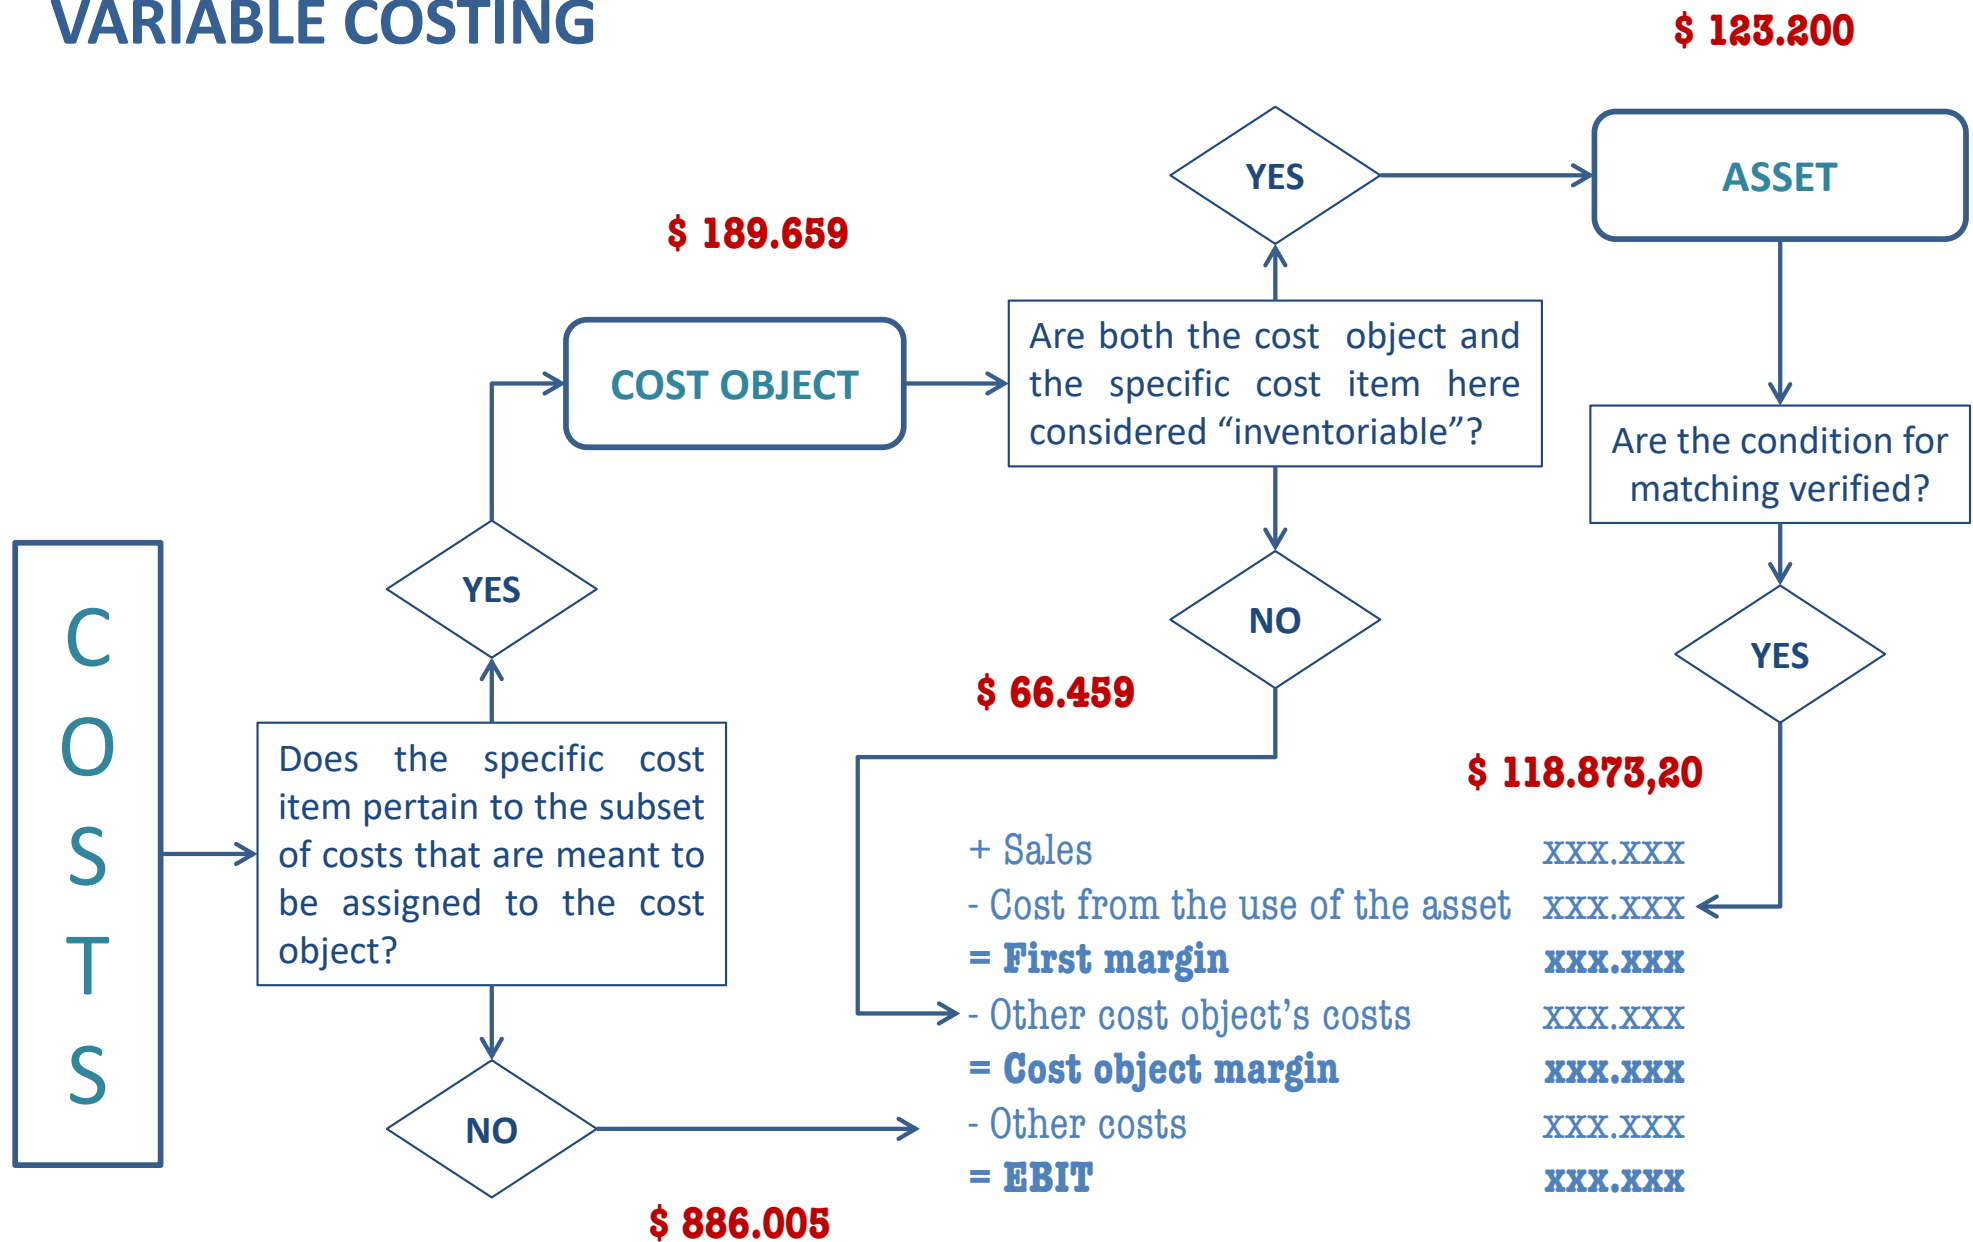 VARIABLE COSTING
$ 123.200
YES
ASSET
$ 189.659
COST OBJECT
Are both the cost object and
the specific cost item here
considered “inventoriable”?
Are the condition for
matching verified?
YES
NO
YES
$ 66.459
$ 118.873,20
C
O
S
T
S
Does the specific cost
item pertain to the subset
of costs that are meant to
be assigned to the cost
object?
NO
$ 886.005
+ Sales xxx.xxx
- Cost from the use of the asset xxx.xxx
= First margin xxx.xxx
- Other cost object’s costs xxx.xxx
= Cost object margin xxx.xxx
- Other costs xxx.xxx
= EBIT xxx.xxx